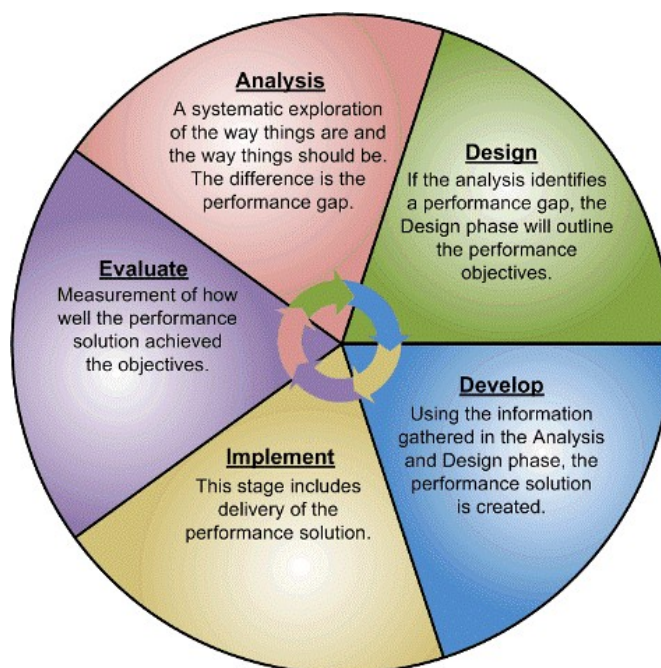 Analysis
A systematic exploration
of the way things are and
the way things should be.
The difference is the
performance gap.
Design
If the analysis identifies
a performance gap, the
Design phase will outline
the performance
objectives.
Develop
Using the information
gathered in the Analysis
and Design phase, the
performance solution
is created.
Implement
This stage includes
delivery of the
performance solution.
Evaluate
Measurement of how
well the performance
solution achieved
the objectives.